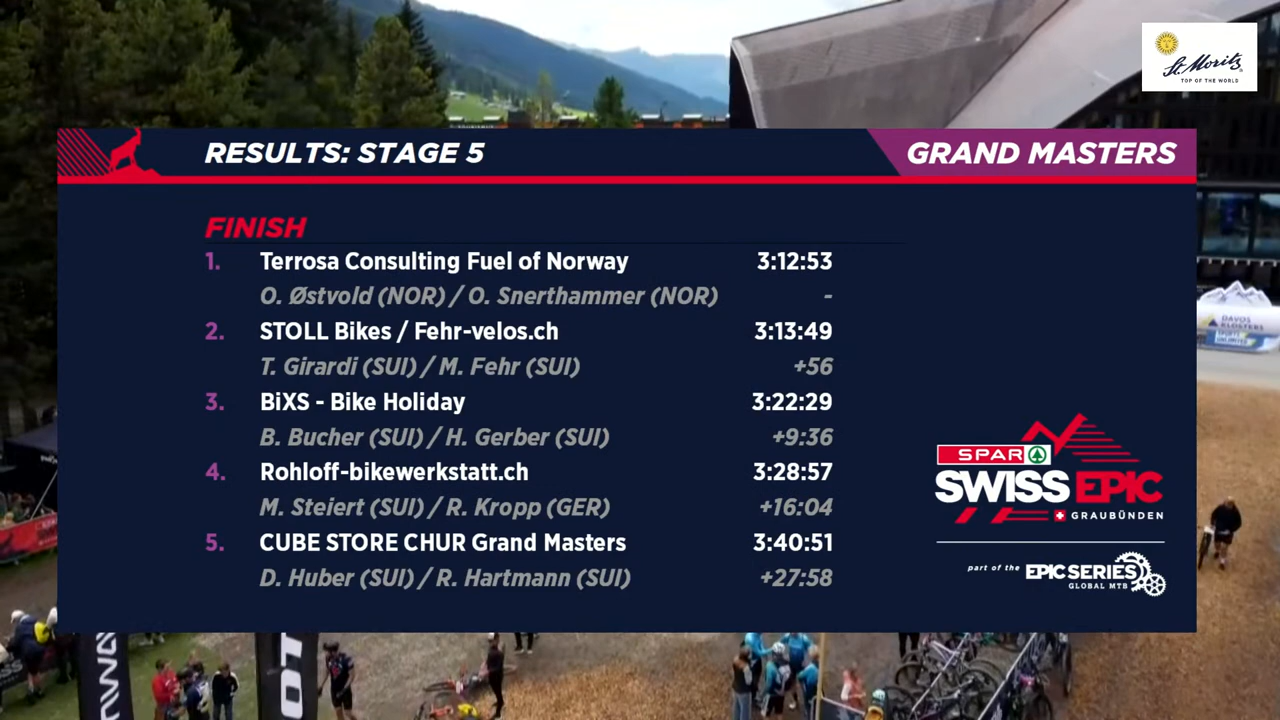 St. Moritz
TOP OF THE WORLD
RESULTS: STAGE 5
GRAND MASTERS
FINISH
1. Terrosa Consulting Fuel of Norway 3:12:53
O. Østvold (NOR) / O. Snerthammer (NOR) -
2. STOLL Bikes / Fehr-velos.ch 3:13:49
T. Girardi (SUI) / M. Fehr (SUI) +56
3. BiXS - Bike Holiday 3:22:29
B. Bucher (SUI) / H. Gerber (SUI) +9:36
4. Rohloff-bikewerkstatt.ch 3:28:57
M. Steiert (SUI) / R. Kropp (GER) +16:04
5. CUBE STORE CHUR Grand Masters 3:40:51
D. Huber (SUI) / R. Hartmann (SUI) +27:58
SPAR
SWISS EPIC
GRAUBÜNDEN
part of the EPIC SERIES
GLOBAL MTB
DAVOS
KLOSTERS